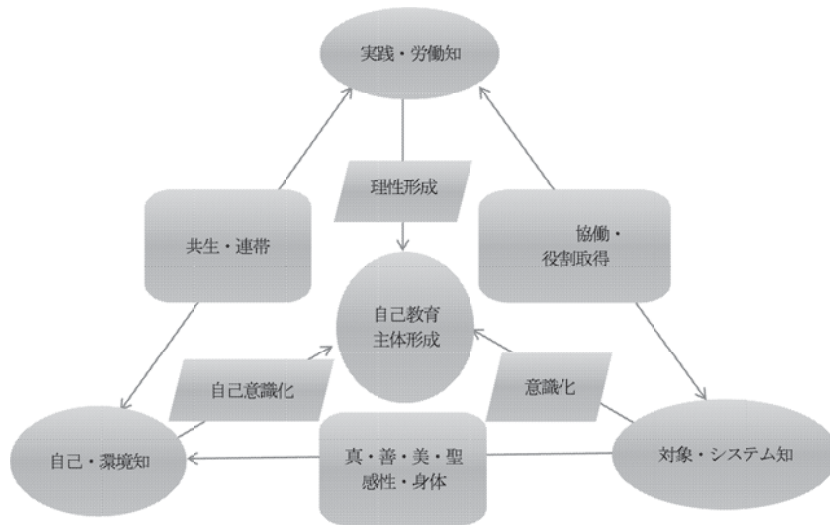 実践・労働知
理性形成
共生・連帯
協働・
役割取得
自己教育
主体形成
自己意識化
意識化
自己・環境知
真・善・美・聖
感性・身体
対象・システム知